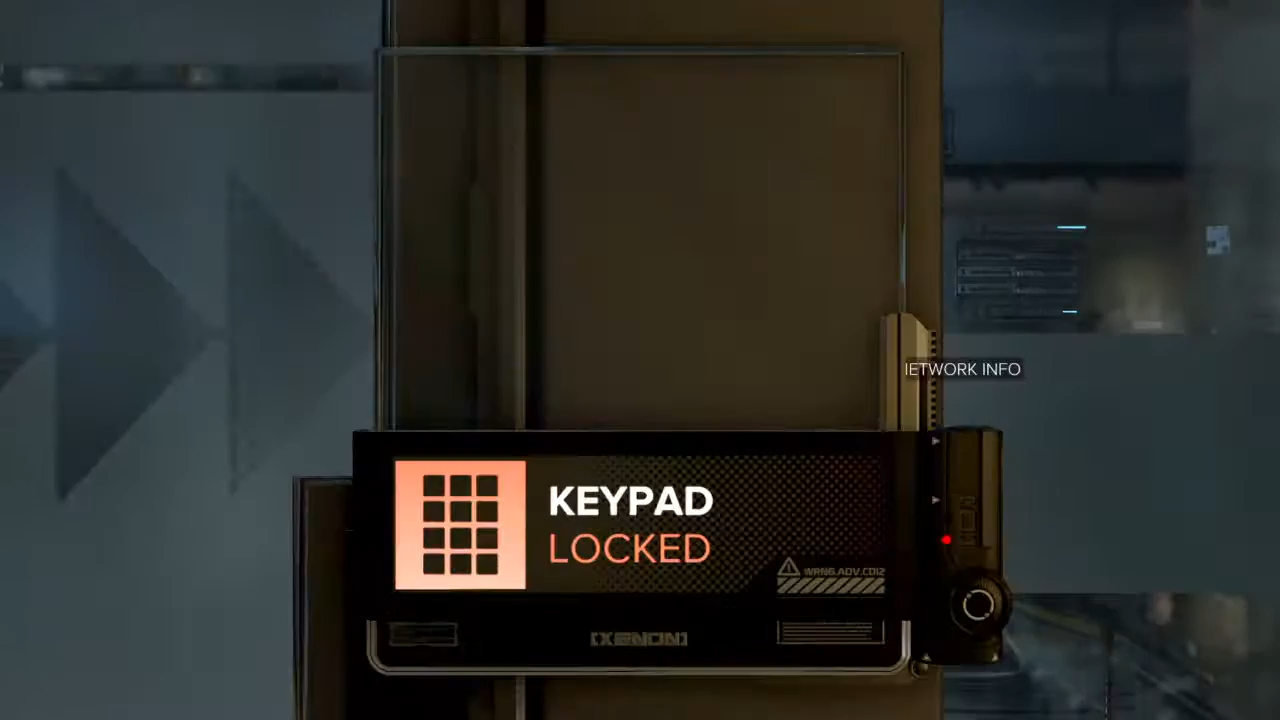 IETWORK INFO
KEYPAD
LOCKED
WRNG.ADV.CD12
[XENON]